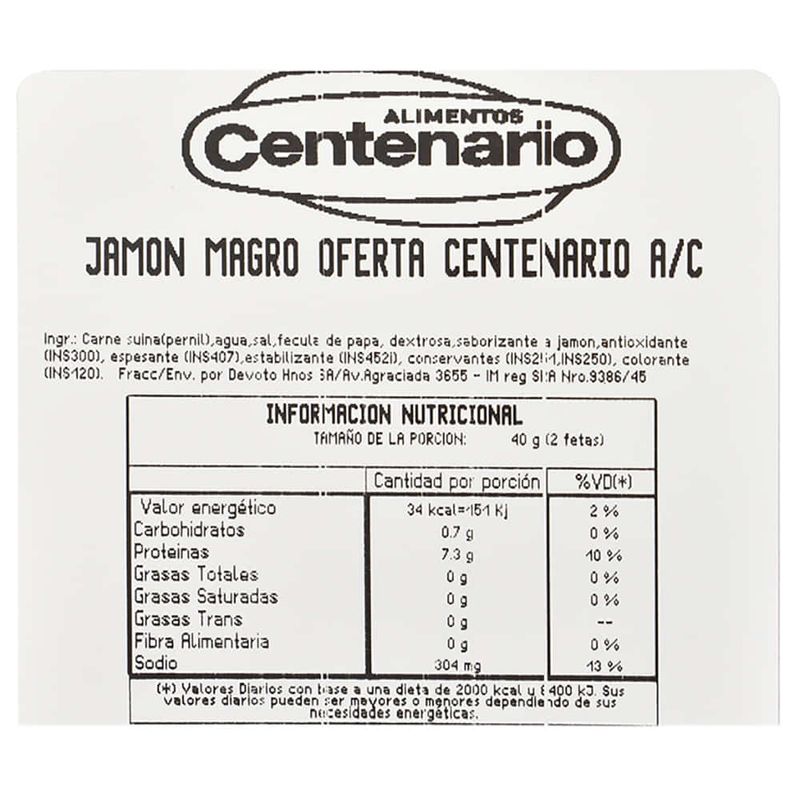 ALIMENTOS
Centenario
JAMON MAGRO OFERTA CENTENARIO A/C
Ingr.: Carne suina(pernil),agua,sal,fecula de papa, dextrosa,saborizante a jamon,antioxidante
(INS300), espesante (INS407),estabilizante (INS452i), conservantes (INS251,INS250), colorante
(INS120). Fracc/Env. por Devoto Hnos SA/Av.Agraciada 3655 - IM reg SIA Nro.9386/45
INFORMACION NUTRICIONAL
TAMAÑO DE LA PORCION: 40 g (2 fetas)
Cantidad por porción %VD(*)
Valor energético 34 kcal=151 Kj 2 %
Carbohidratos 0.7 g 0 %
Proteinas 7.3 g 10 %
Grasas Totales 0 g 0 %
Grasas Saturadas 0 g 0 %
Grasas Trans 0 g --
Fibra Alimentaria 0 g 0 %
Sodio 304 mg 13 %
(*) Valores Diarios con base a una dieta de 2000 kcal y 8400 kJ. Sus
valores diarios pueden ser mayores o menores dependiendo de sus
necesidades energéticas.